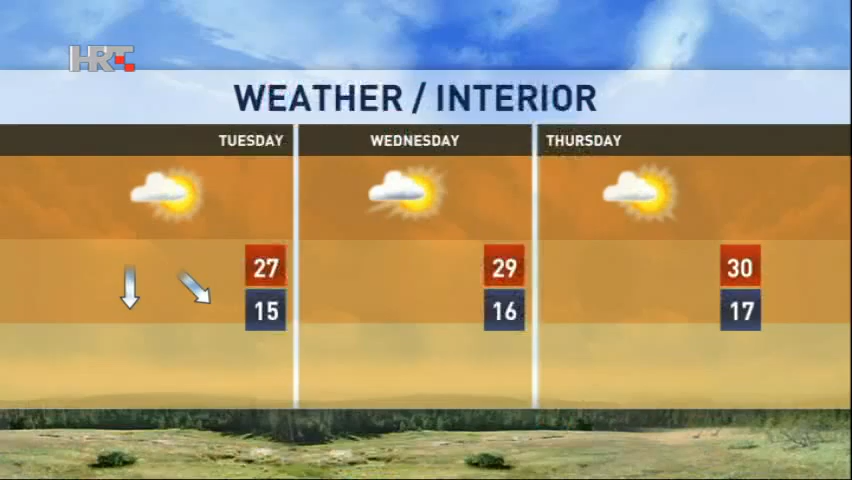 HRT
WEATHER / INTERIOR
TUESDAY WEDNESDAY THURSDAY
27 29 30
15 16 17